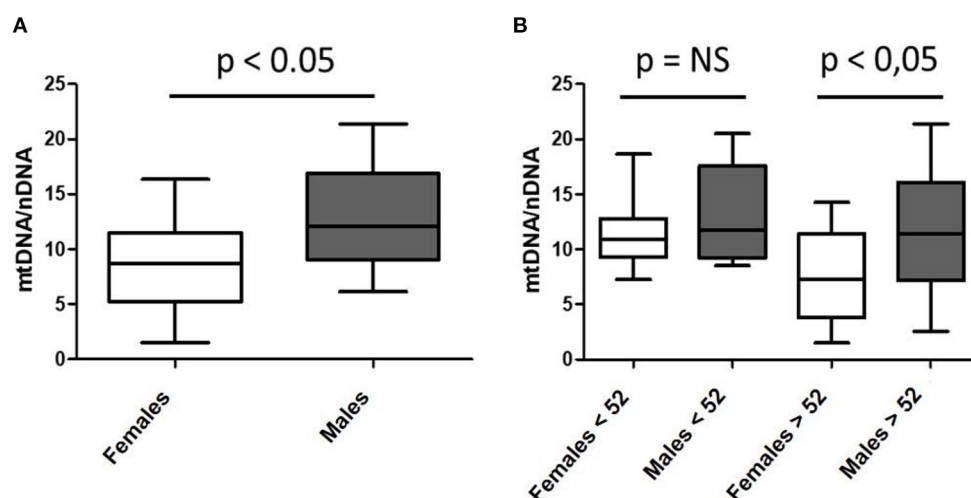 A
p < 0.05
mtDNA/nDNA
25
20
15
10
5
0
Females
Males
B
p = NS
p < 0,05
mtDNA/nDNA
25
20
15
10
5
0
Females < 52
Males < 52
Females > 52
Males > 52